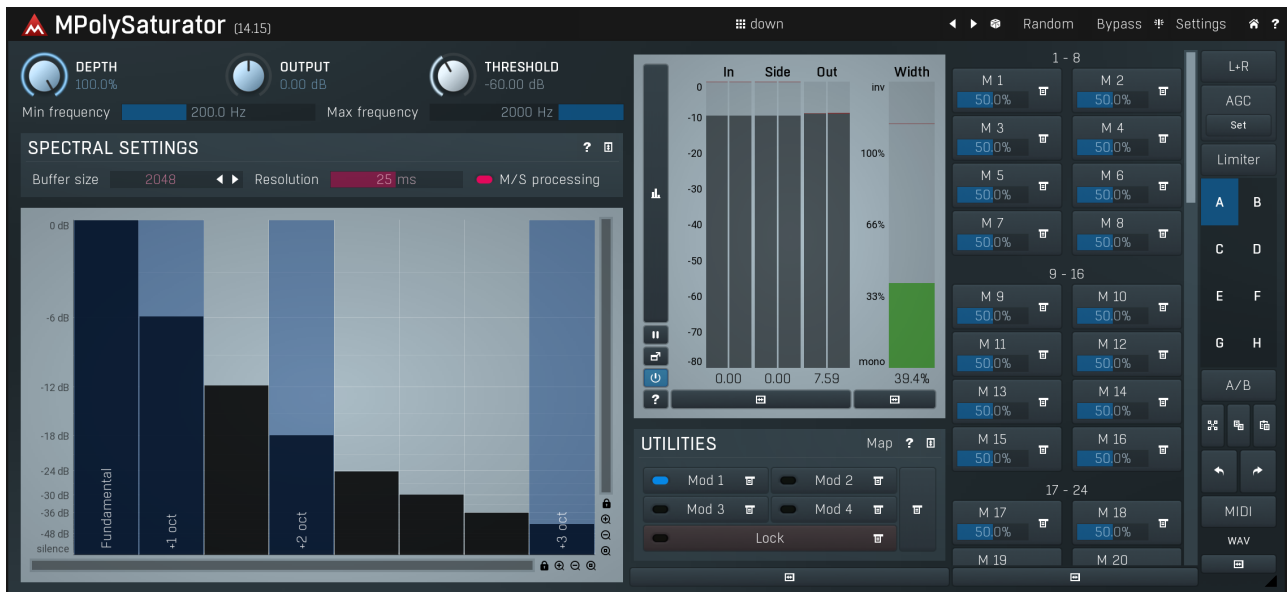 MPolySaturator (14.15) down Random Bypass Settings ?
DEPTH 100.0%
OUTPUT 0.00 dB
THRESHOLD -60.00 dB
Min frequency 200.0 Hz Max frequency 2000 Hz
SPECTRAL SETTINGS ?
Buffer size 2048 Resolution 25 ms M/S processing
0 dB
-6 dB
-12 dB
-18 dB
-24 dB
-30 dB
-36 dB
-48 dB
silence
Fundamental
+1 oct
+2 oct
+3 oct
In Side Out Width
0 inv
-10
-20 100%
-30
-40 66%
-50
-60 33%
-70
-80 mono
0.00 0.00 7.59 39.4%
?
UTILITIES Map ?
Mod 1 Mod 2
Mod 3 Mod 4
Lock
1 - 8
M 1 M 2
50.0% 50.0%
M 3 M 4
50.0% 50.0%
M 5 M 6
50.0% 50.0%
M 7 M 8
50.0% 50.0%
9 - 16
M 9 M 10
50.0% 50.0%
M 11 M 12
50.0% 50.0%
M 13 M 14
50.0% 50.0%
M 15 M 16
50.0% 50.0%
17 - 24
M 17 M 18
50.0% 50.0%
M 19 M 20
L+R
AGC
Set
Limiter
A B
C D
E F
G H
A/B
MIDI
WAV